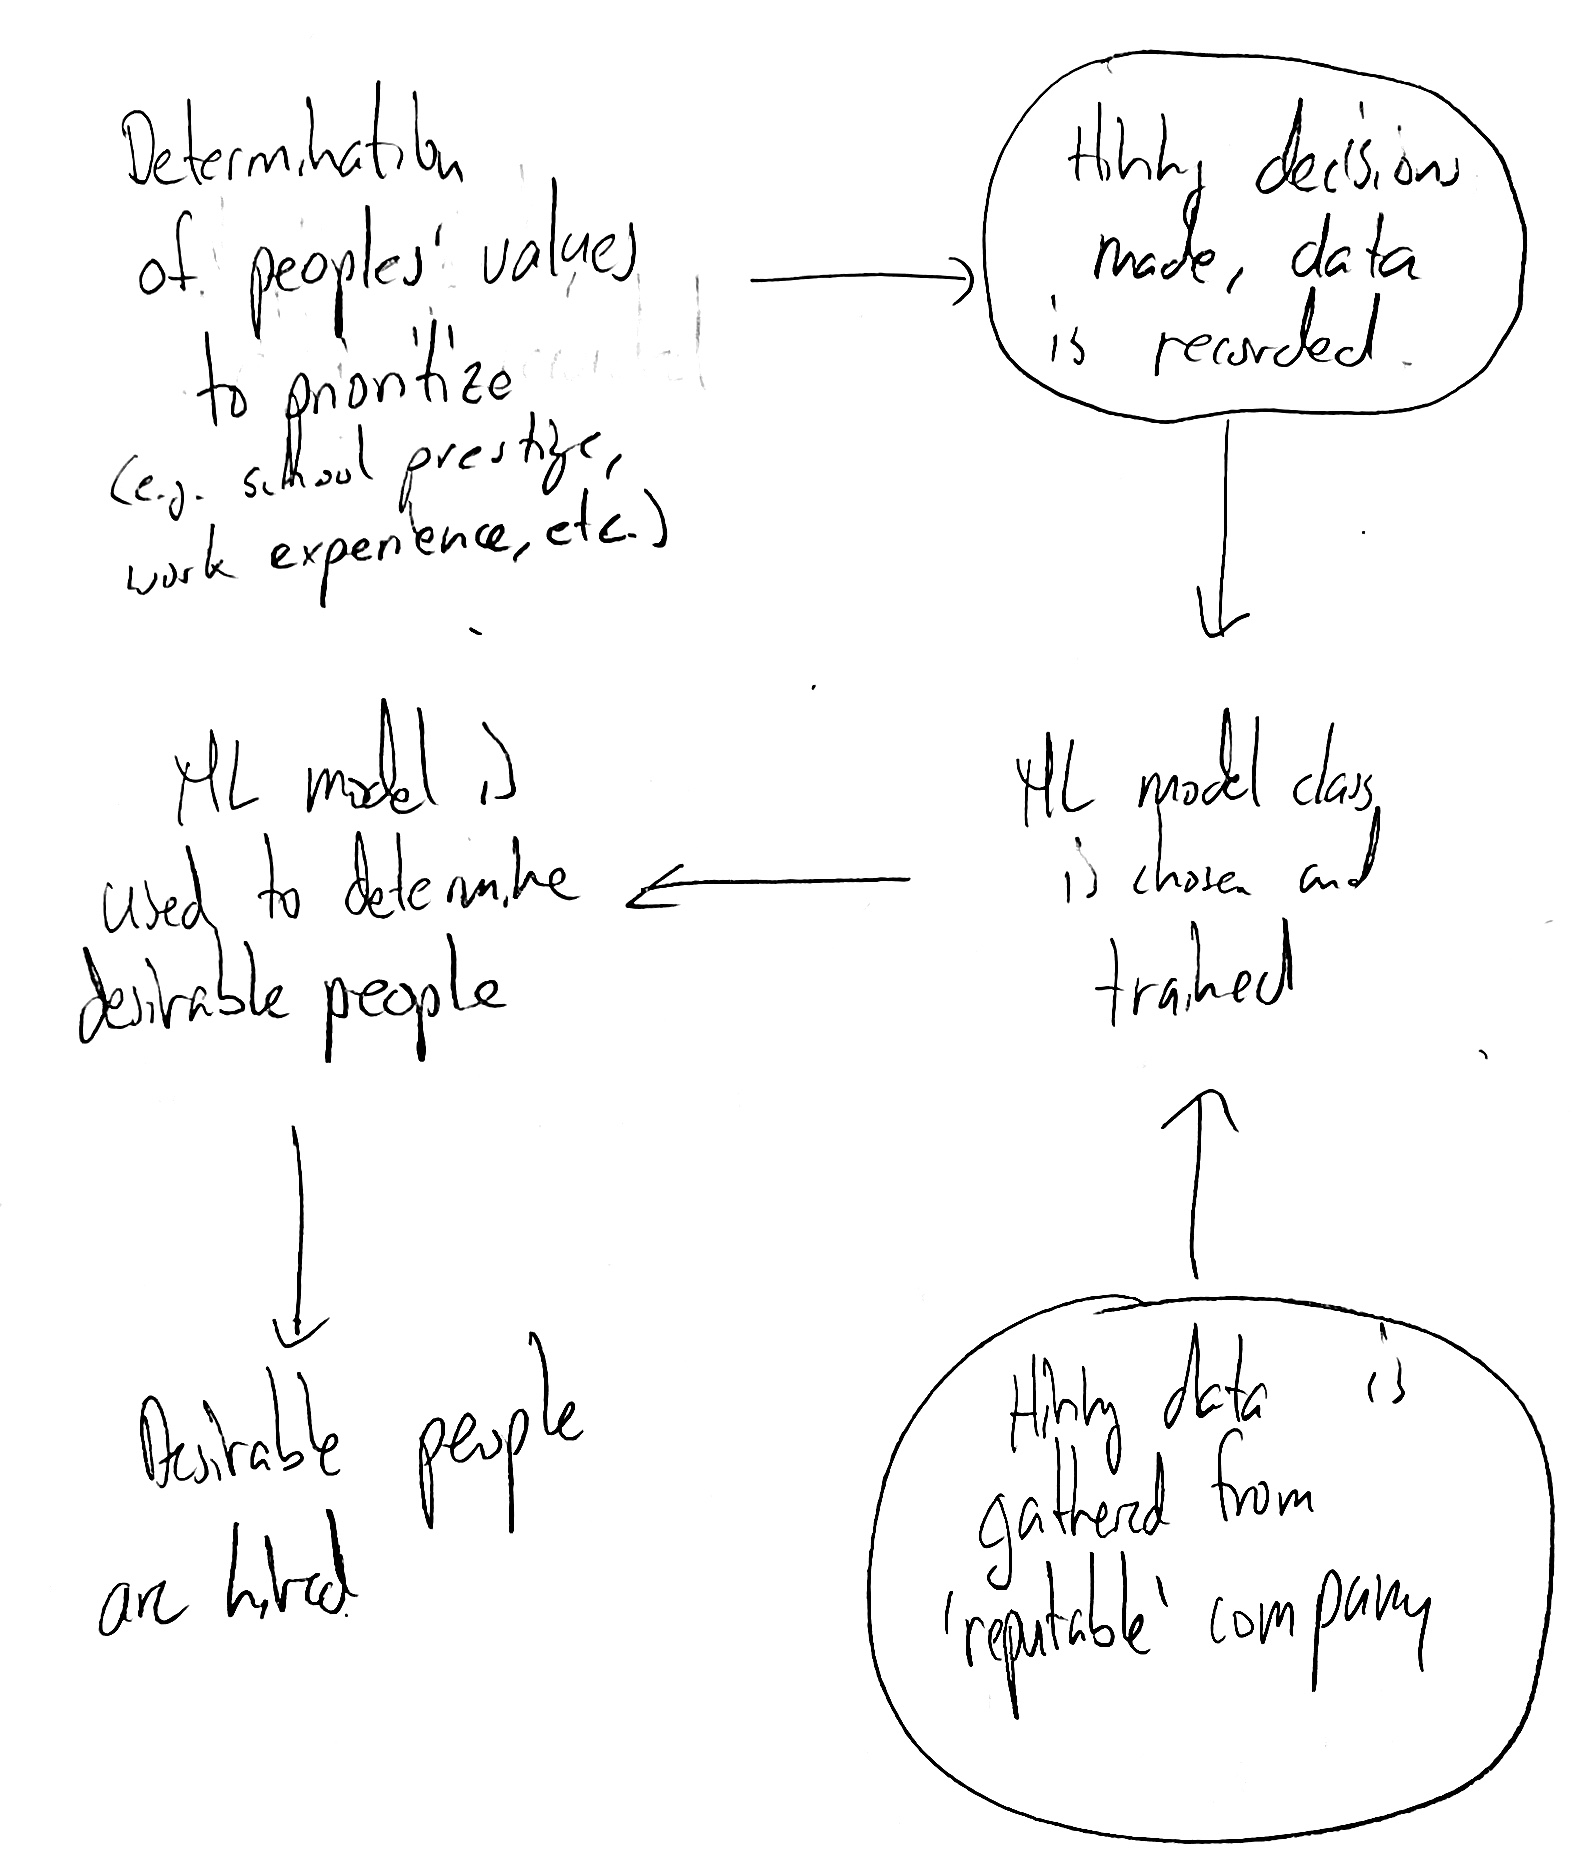 Determination
of peoples' values
to prioritize
(e.g. school prestige,
work experience, etc.)
Hiring decisions
made, data
is recorded.
ML model is
used to determine
desirable people
ML model class
is chosen and
trained
Desirable people
are hired
Hiring data is
gathered from
'reputable' company